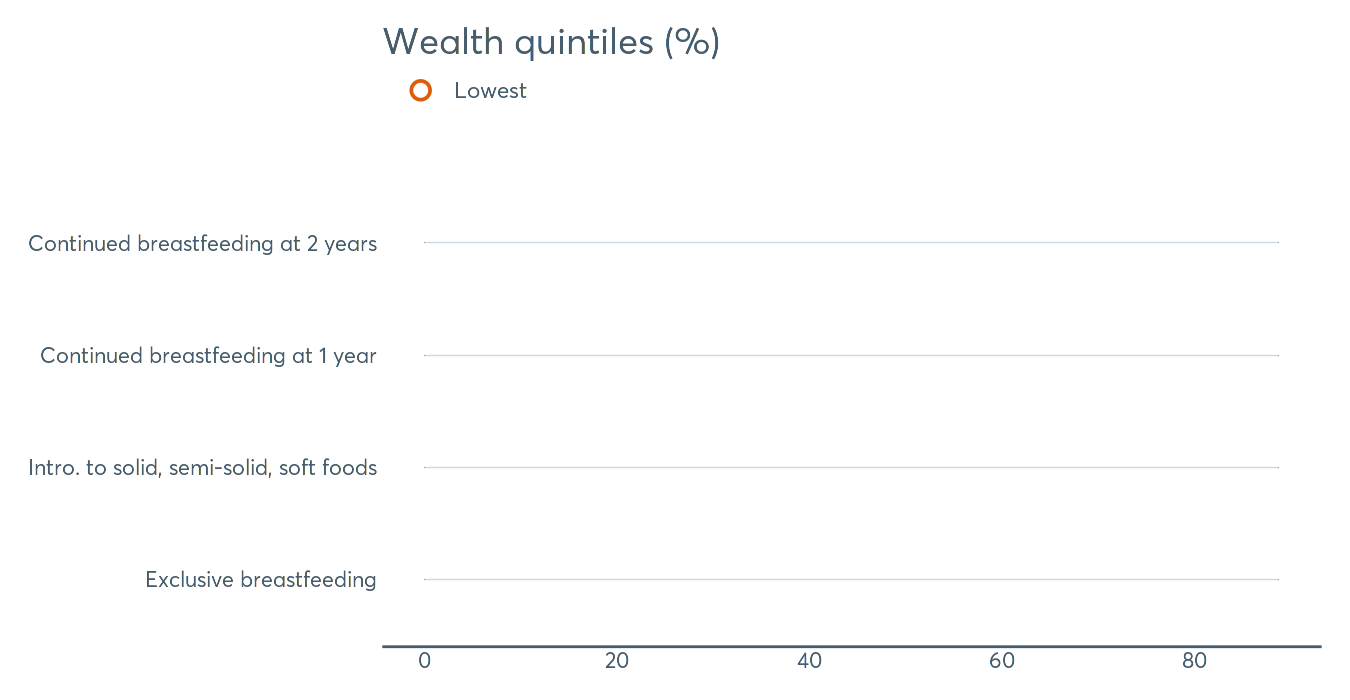 Wealth quintiles (%)
Lowest
Continued breastfeeding at 2 years
Continued breastfeeding at 1 year
Intro. to solid, semi-solid, soft foods
Exclusive breastfeeding
0 20 40 60 80